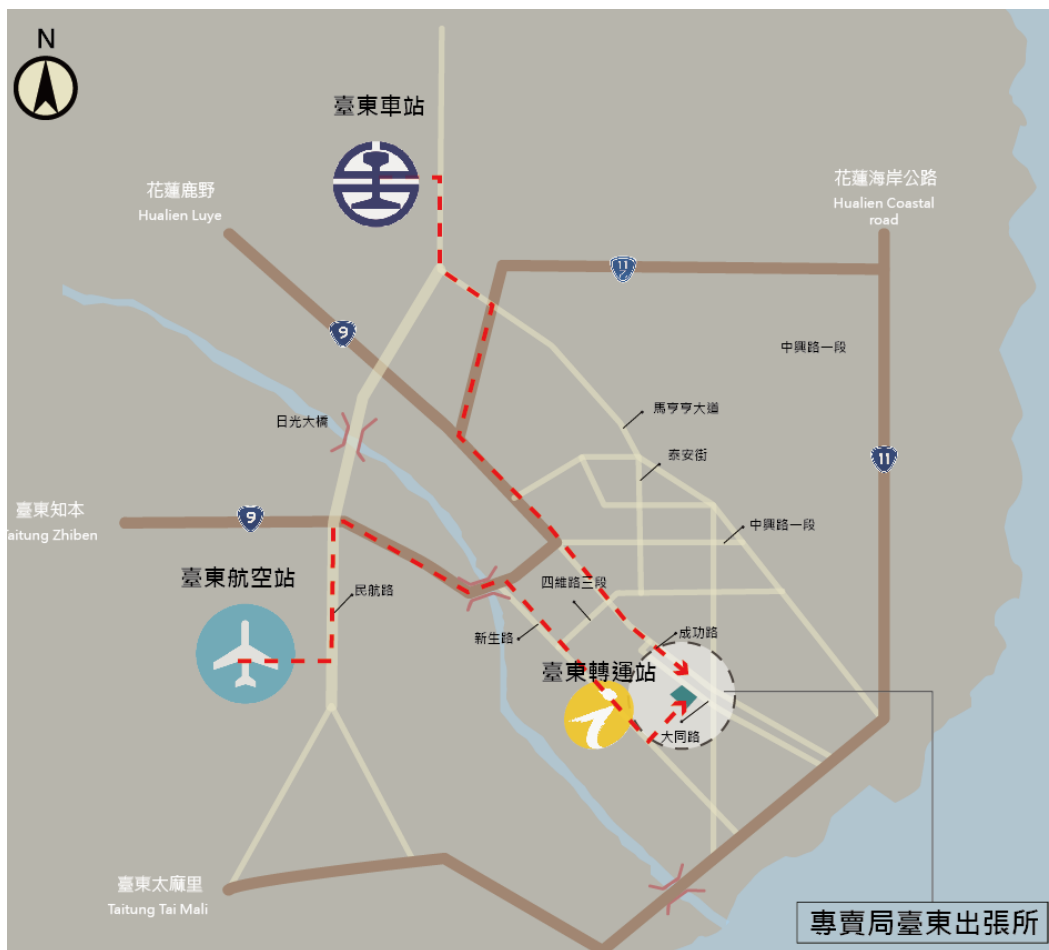 N
臺東車站
花蓮鹿野
Hualien Luye
花蓮海岸公路
Hualien Coastal
road
11
乙
9
中興路一段
馬亨亨大道
日光大橋
泰安街
11
臺東知本
Taitung Zhiben
9
中興路一段
臺東航空站
四維路三段
民航路
新生路
成功路
臺東轉運站
大同路
臺東太麻里
Taitung Tai Mali
專賣局臺東出張所